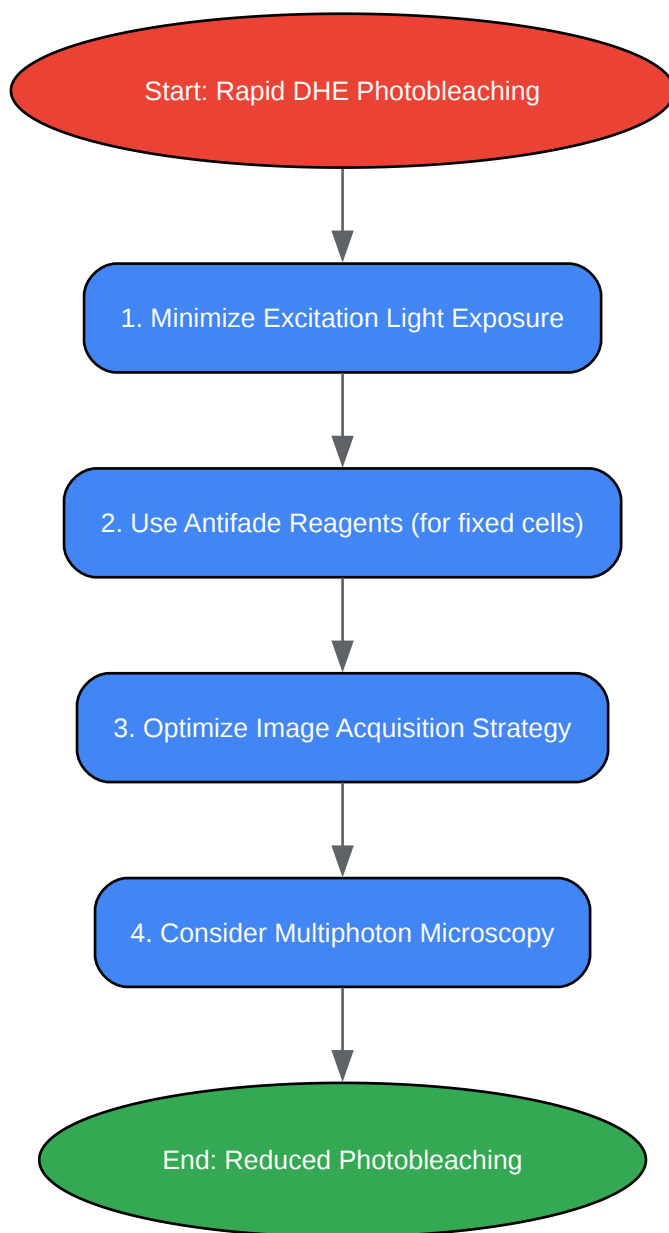 Start: Rapid DHE Photobleaching
1. Minimize Excitation Light Exposure
2. Use Antifade Reagents (for fixed cells)
3. Optimize Image Acquisition Strategy
4. Consider Multiphoton Microscopy
End: Reduced Photobleaching